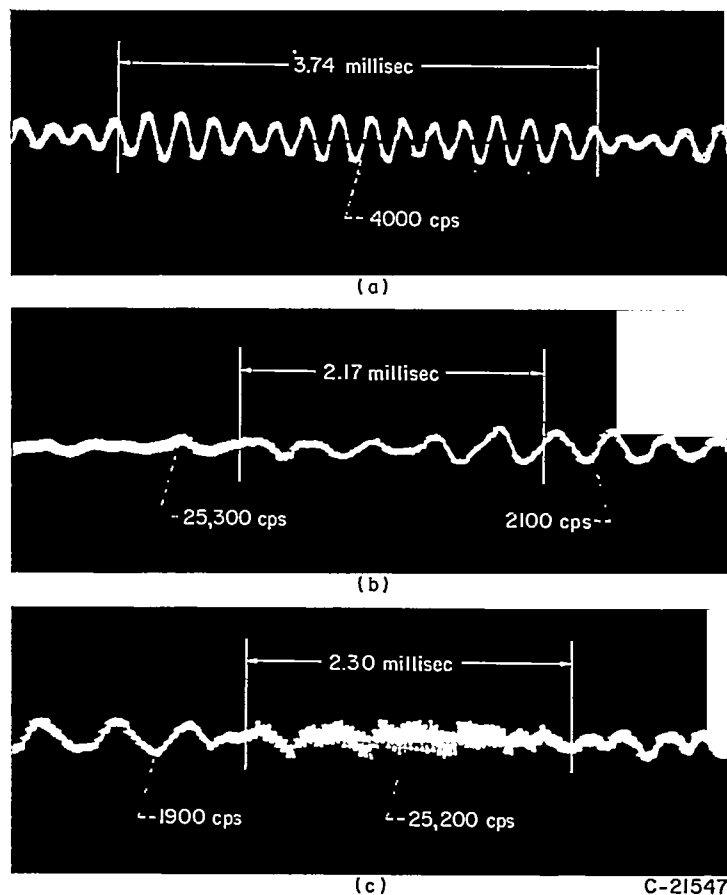 3.74 millisec
4000 cps
(a)
2.17 millisec
25,300 cps
2100 cps
(b)
2.30 millisec
1900 cps
25,200 cps
(c)
C-21547